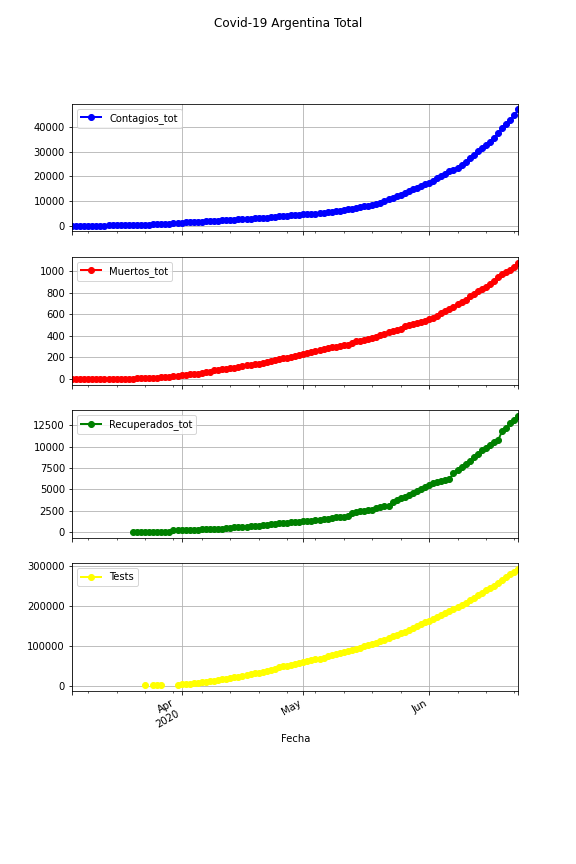 Covid-19 Argentina Total
Contagios_tot
40000
30000
20000
10000
0
Muertos_tot
1000
800
600
400
200
0
Recuperados_tot
12500
10000
7500
5000
2500
0
Tests
300000
200000
100000
0
Apr
2020
May
Jun
Fecha